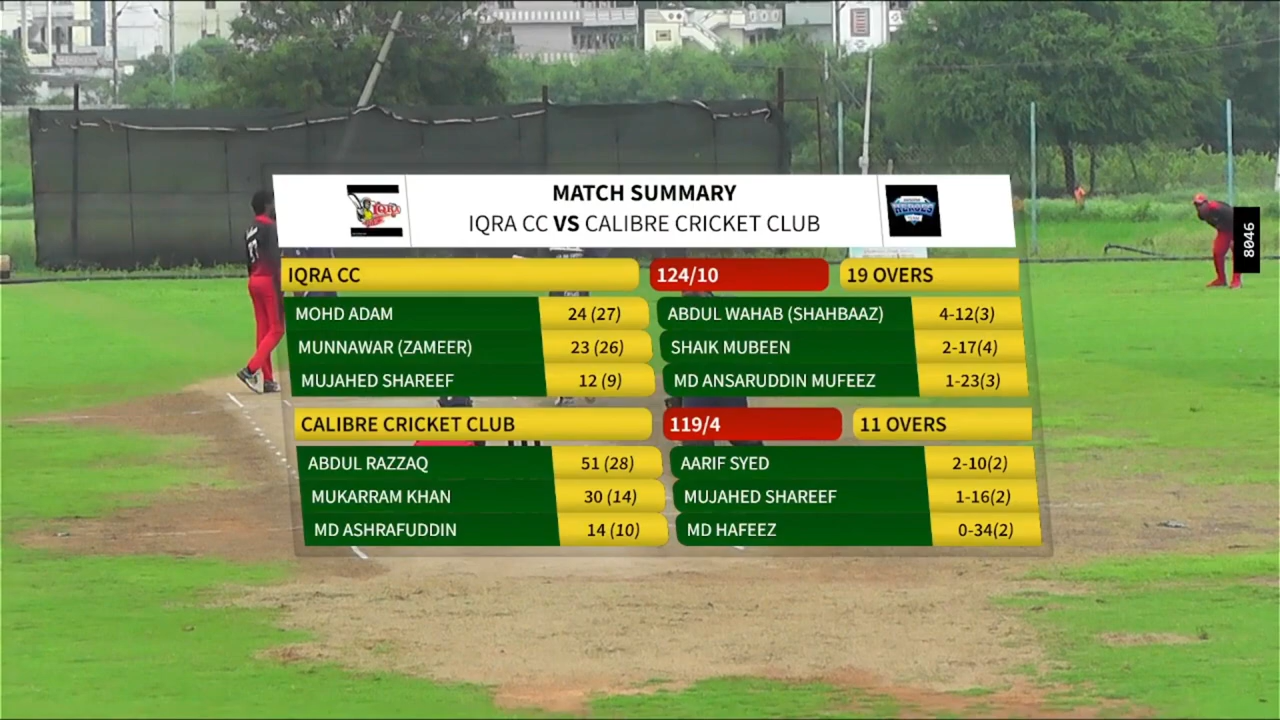 MATCH SUMMARY
IQRA CC VS CALIBRE CRICKET CLUB
IQRA
HEROES
IQRA CC 124/10 19 OVERS
MOHD ADAM 24 (27) ABDUL WAHAB (SHAHBAAZ) 4-12(3)
MUNNAWAR (ZAMEER) 23 (26) SHAIK MUBEEN 2-17(4)
MUJAHED SHAREEF 12 (9) MD ANSARUDDIN MUFEEZ 1-23(3)
CALIBRE CRICKET CLUB 119/4 11 OVERS
ABDUL RAZZAQ 51 (28) AARIF SYED 2-10(2)
MUKARRAM KHAN 30 (14) MUJAHED SHAREEF 1-16(2)
MD ASHRAFUDDIN 14 (10) MD HAFEEZ 0-34(2)
8046